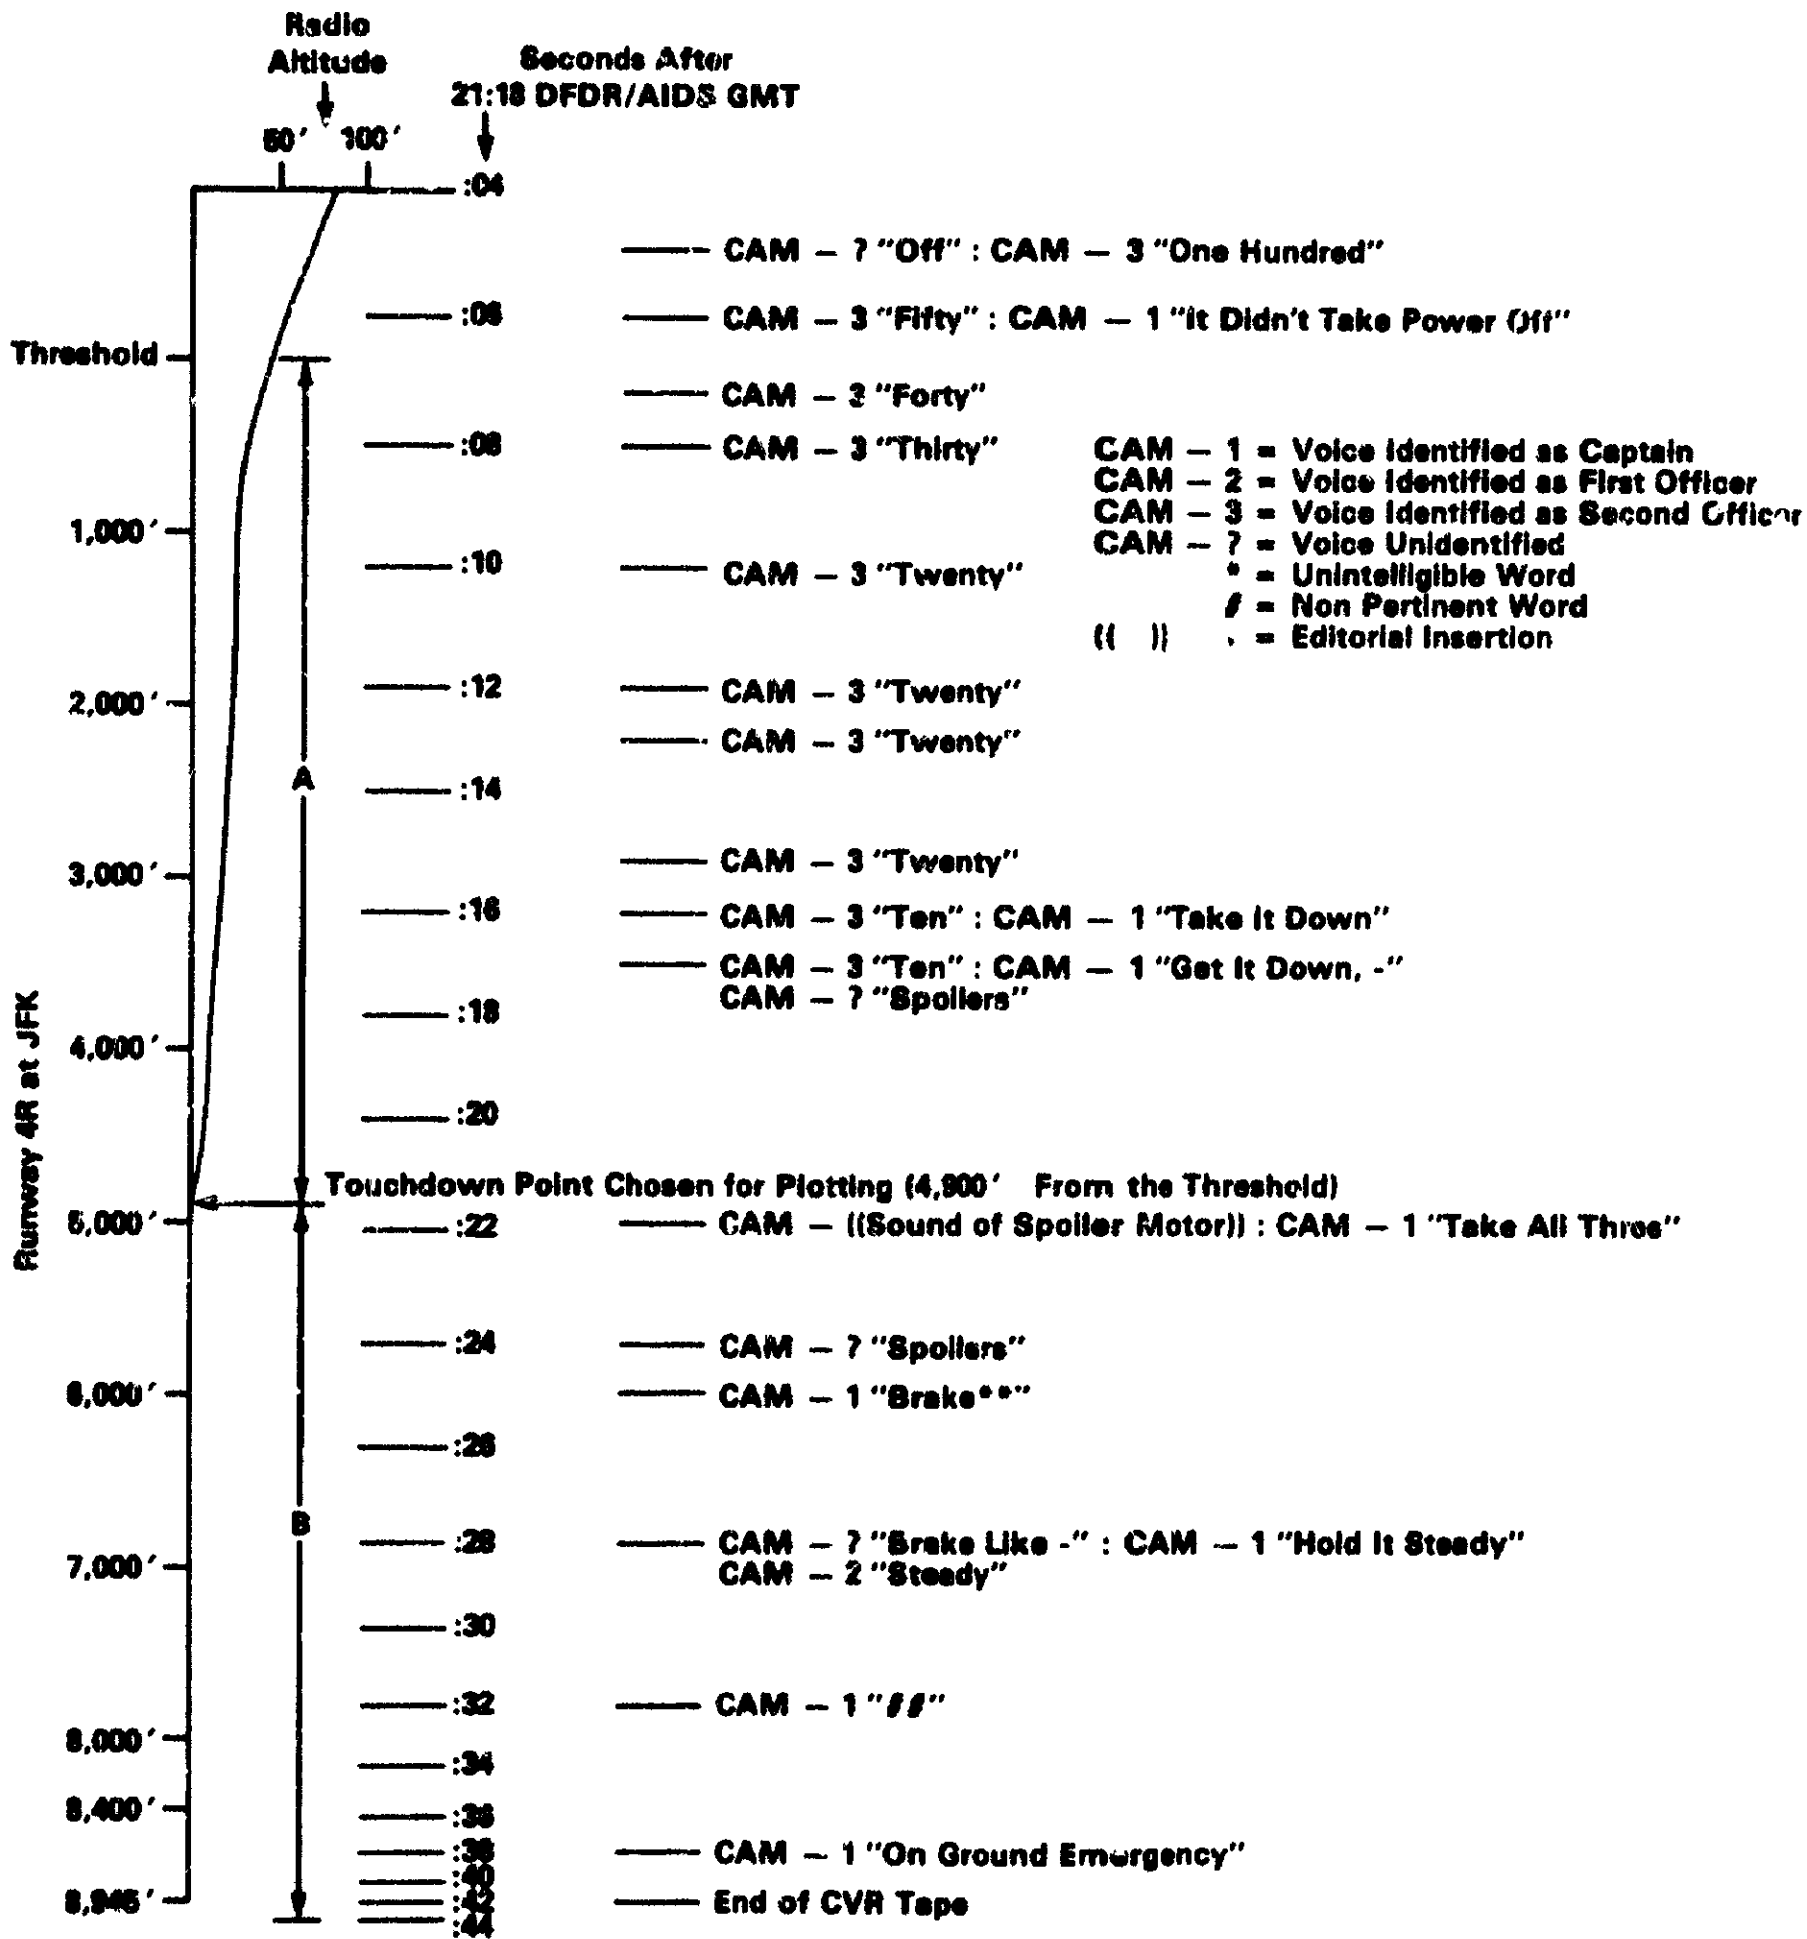 Radio
Altitude
Seconds After
21:18 DFDR/AIDS GMT
50′ 100′
:04
CAM – ? "Off" : CAM – 3 "One Hundred"
:06 CAM – 3 "Fifty" : CAM – 1 "It Didn't Take Power Off"
Threshold
CAM – 3 "Forty"
:08 CAM – 3 "Thirty"
CAM – 1 = Voice Identified as Captain
CAM – 2 = Voice Identified as First Officer
CAM – 3 = Voice Identified as Second Officer
CAM – ? = Voice Unidentified
* = Unintelligible Word
# = Non Pertinent Word
(( )) = Editorial Insertion
1,000′
:10 CAM – 3 "Twenty"
:12 CAM – 3 "Twenty"
2,000′
CAM – 3 "Twenty"
A
:14
CAM – 3 "Twenty"
3,000′
:16 CAM – 3 "Ten" : CAM – 1 "Take It Down"
CAM – 3 "Ten" : CAM – 1 "Get It Down, -"
CAM – ? "Spoilers"
:18
4,000′
Runway 4R at JFK
:20
Touchdown Point Chosen for Plotting (4,900′ From the Threshold)
5,000′
:22 CAM – ((Sound of Spoiler Motor)) : CAM – 1 "Take All Three"
:24 CAM – ? "Spoilers"
6,000′
CAM – 1 "Brake**"
:26
B
:28 CAM – ? "Brake Like -" : CAM – 1 "Hold It Steady"
CAM – 2 "Steady"
7,000′
:30
:32 CAM – 1 "##"
8,000′
:34
8,400′
:36
:38 CAM – 1 "On Ground Emergency"
:40
8,945′
:42 End of CVR Tape
:44